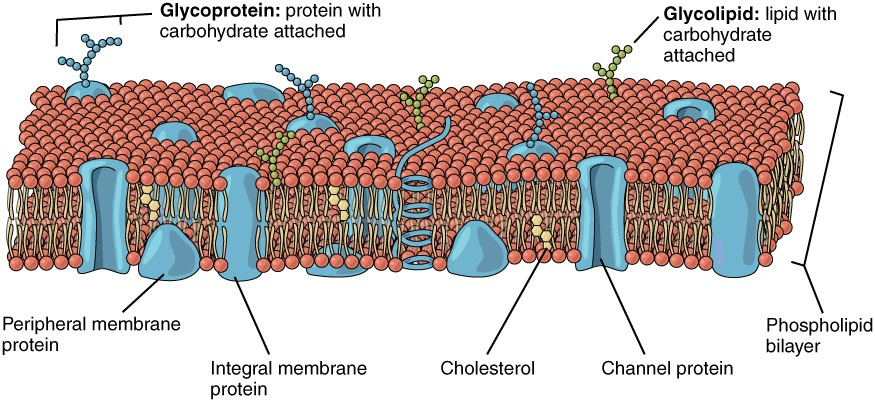 Glycoprotein: protein with
carbohydrate attached
Glycolipid: lipid with
carbohydrate
attached
Peripheral membrane
protein
Integral membrane
protein
Cholesterol
Channel protein
Phospholipid
bilayer